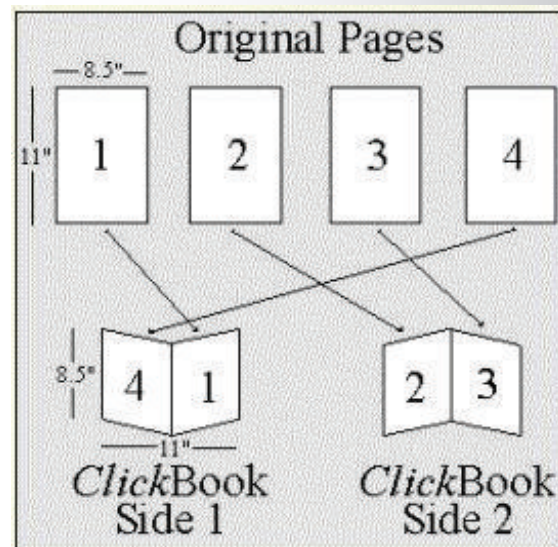 Original Pages
8.5"
11"
1 2 3 4
8.5"
4 1 2 3
11"
ClickBook ClickBook
Side 1 Side 2